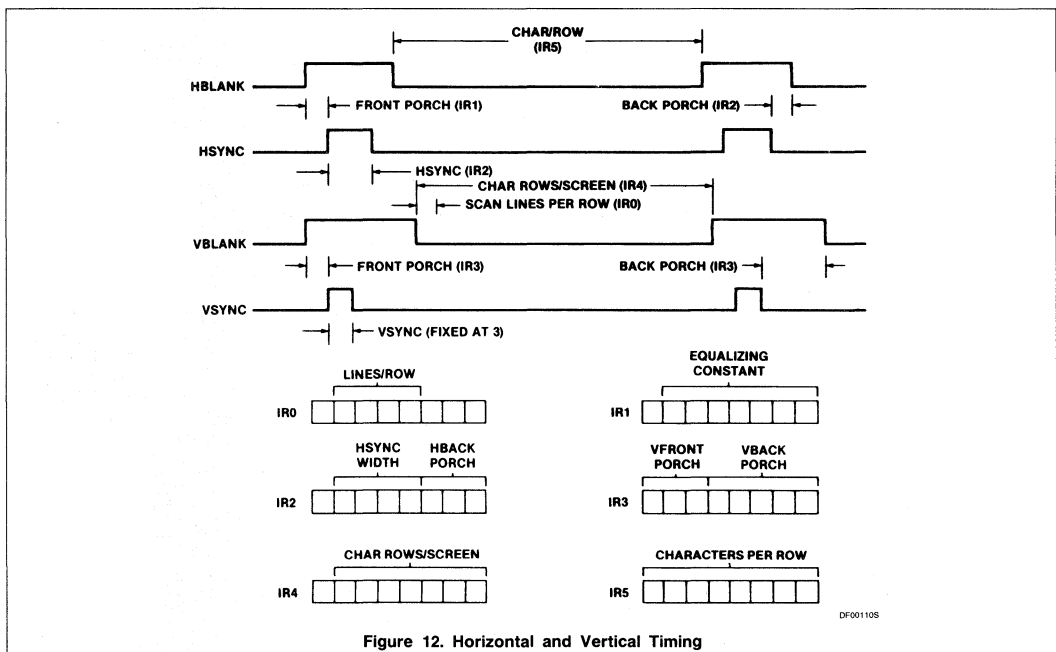 CHAR/ROW
(IR5)
HBLANK
FRONT PORCH (IR1)
BACK PORCH (IR2)
HSYNC
HSYNC (IR2)
CHAR ROWS/SCREEN (IR4)
SCAN LINES PER ROW (IR0)
VBLANK
FRONT PORCH (IR3)
BACK PORCH (IR3)
VSYNC
VSYNC (FIXED AT 3)
LINES/ROW
IR0
EQUALIZING
CONSTANT
IR1
HSYNC
WIDTH
HBACK
PORCH
IR2
VFRONT
PORCH
VBACK
PORCH
IR3
CHAR ROWS/SCREEN
IR4
CHARACTERS PER ROW
IR5
DF00110S
Figure 12. Horizontal and Vertical Timing